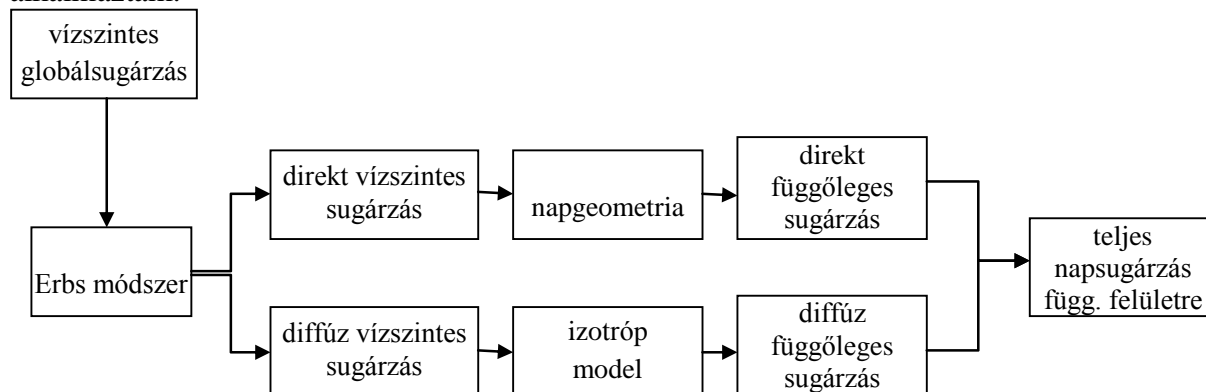 vízszintes
globálsugárzás
Erbs módszer
direkt vízszintes
sugárzás
napgeometria
direkt
függőleges
sugárzás
diffúz vízszintes
sugárzás
izotróp
model
diffúz
függőleges
sugárzás
teljes
napsugárzás
függ. felületre